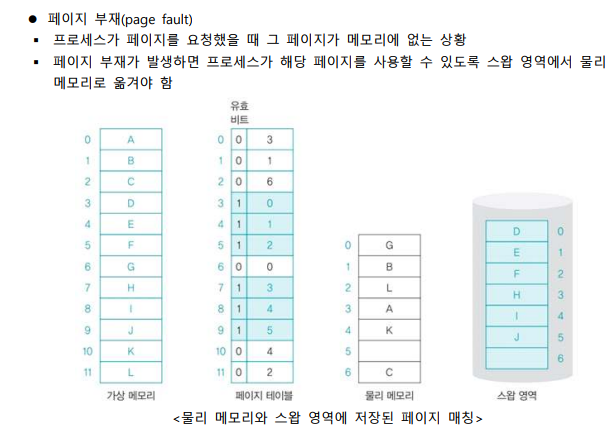 ● 페이지 부재(page fault)
▪ 프로세스가 페이지를 요청했을 때 그 페이지가 메모리에 없는 상황
▪ 페이지 부재가 발생하면 프로세스가 해당 페이지를 사용할 수 있도록 스왑 영역에서 물리
메모리로 옮겨야 함
유효
비트
0 A
1 B
2 C
3 D
4 E
5 F
6 G
7 H
8 I
9 J
10 K
11 L
가상 메모리
0 0 3
1 0 1
2 0 6
3 1 0
4 1 1
5 1 2
6 0 0
7 1 3
8 1 4
9 1 5
10 0 4
11 0 2
페이지 테이블
0 G
1 B
2 L
3 A
4 K
5
6 C
물리 메모리
D 0
E 1
F 2
H 3
I 4
J 5
6
스왑 영역
<물리 메모리와 스왑 영역에 저장된 페이지 매칭>